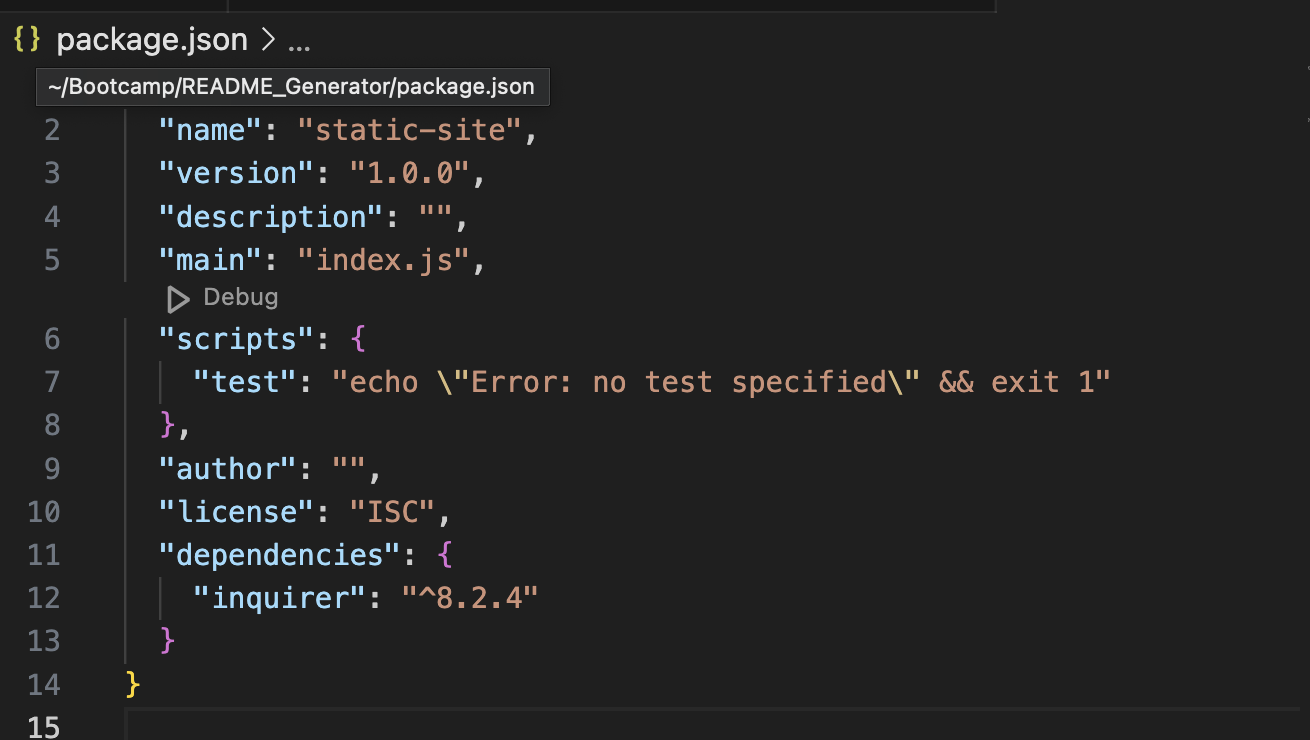 {} package.json > ...
~/Bootcamp/README_Generator/package.json
2 "name": "static-site",
3 "version": "1.0.0",
4 "description": "",
5 "main": "index.js",
Debug
6 "scripts": {
7 "test": "echo \"Error: no test specified\" && exit 1"
8 },
9 "author": "",
10 "license": "ISC",
11 "dependencies": {
12 "inquirer": "^8.2.4"
13 }
14 }
15